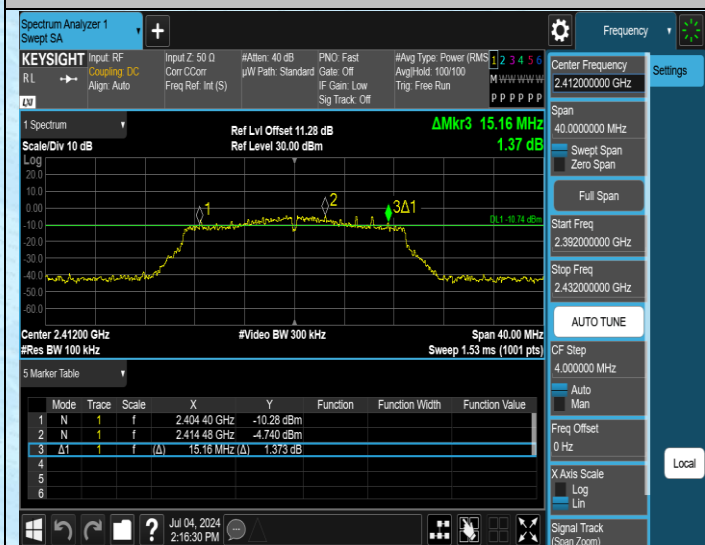 Spectrum Analyzer 1
Swept SA
+
Frequency
KEYSIGHT
RL
LXI
Input: RF
Coupling: DC
Align: Auto
Input Z: 50 Ω
Corr CCorr
Freq Ref: Int (S)
#Atten: 40 dB
µW Path: Standard
PNO: Fast
Gate: Off
IF Gain: Low
Sig Track: Off
#Avg Type: Power (RMS
Avg|Hold: 100/100
Trig: Free Run
1 2 3 4 5 6
M W W W W W
P P P P P P
Center Frequency
2.412000000 GHz
Settings
Span
40.0000000 MHz
Swept Span
Zero Span
Full Span
Start Freq
2.392000000 GHz
Stop Freq
2.432000000 GHz
AUTO TUNE
CF Step
4.000000 MHz
Auto
Man
Freq Offset
0 Hz
X Axis Scale
Log
Lin
Signal Track
(Span Zoom)
Local
1 Spectrum
Scale/Div 10 dB
Ref Lvl Offset 11.28 dB
Ref Level 30.00 dBm
ΔMkr3 15.16 MHz
1.37 dB
Log
20.0
10.0
0.00
-10.0
-20.0
-30.0
-40.0
-50.0
-60.0
1
2
3Δ1
DL1 -10.74 dBm
Center 2.41200 GHz
#Video BW 300 kHz
Span 40.00 MHz
#Res BW 100 kHz
Sweep 1.53 ms (1001 pts)
5 Marker Table
Mode Trace Scale X Y Function Function Width Function Value
1 N 1 f 2.404 40 GHz -10.28 dBm
2 N 1 f 2.414 48 GHz -4.740 dBm
3 Δ1 1 f (Δ) 15.16 MHz (Δ) 1.373 dB
4
5
6
?
Jul 04, 2024
2:16:30 PM